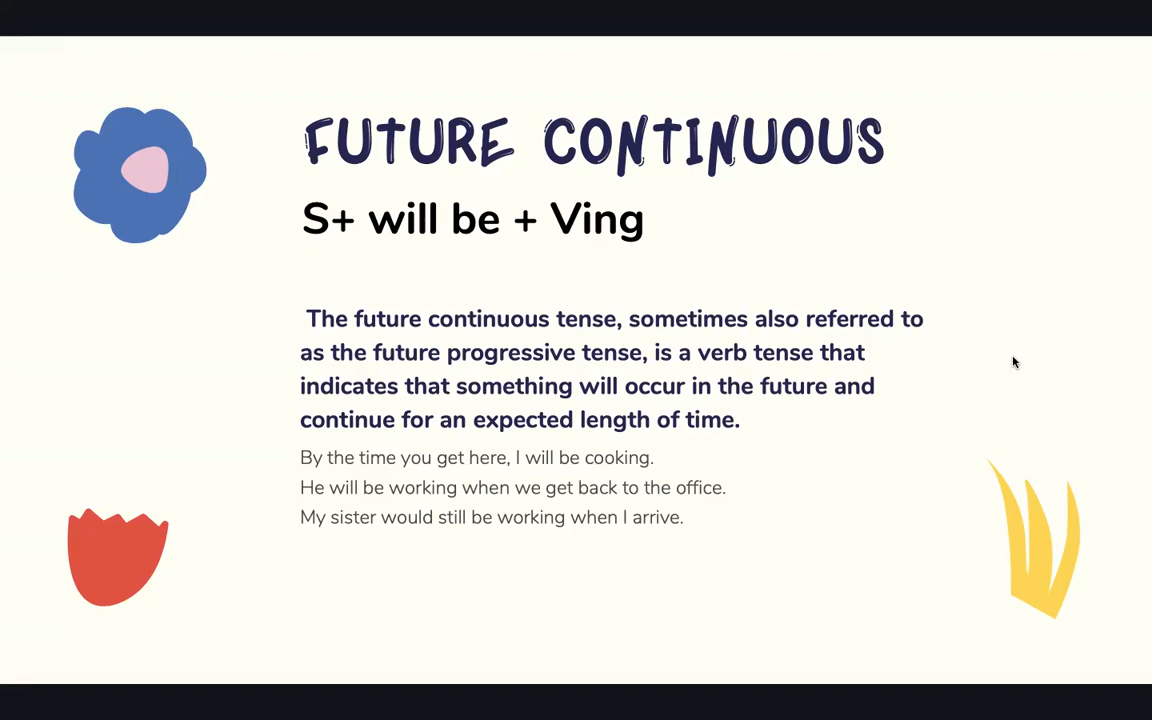 FUTURE CONTINUOUS
S+ will be + Ving
The future continuous tense, sometimes also referred to
as the future progressive tense, is a verb tense that
indicates that something will occur in the future and
continue for an expected length of time.
By the time you get here, I will be cooking.
He will be working when we get back to the office.
My sister would still be working when I arrive.